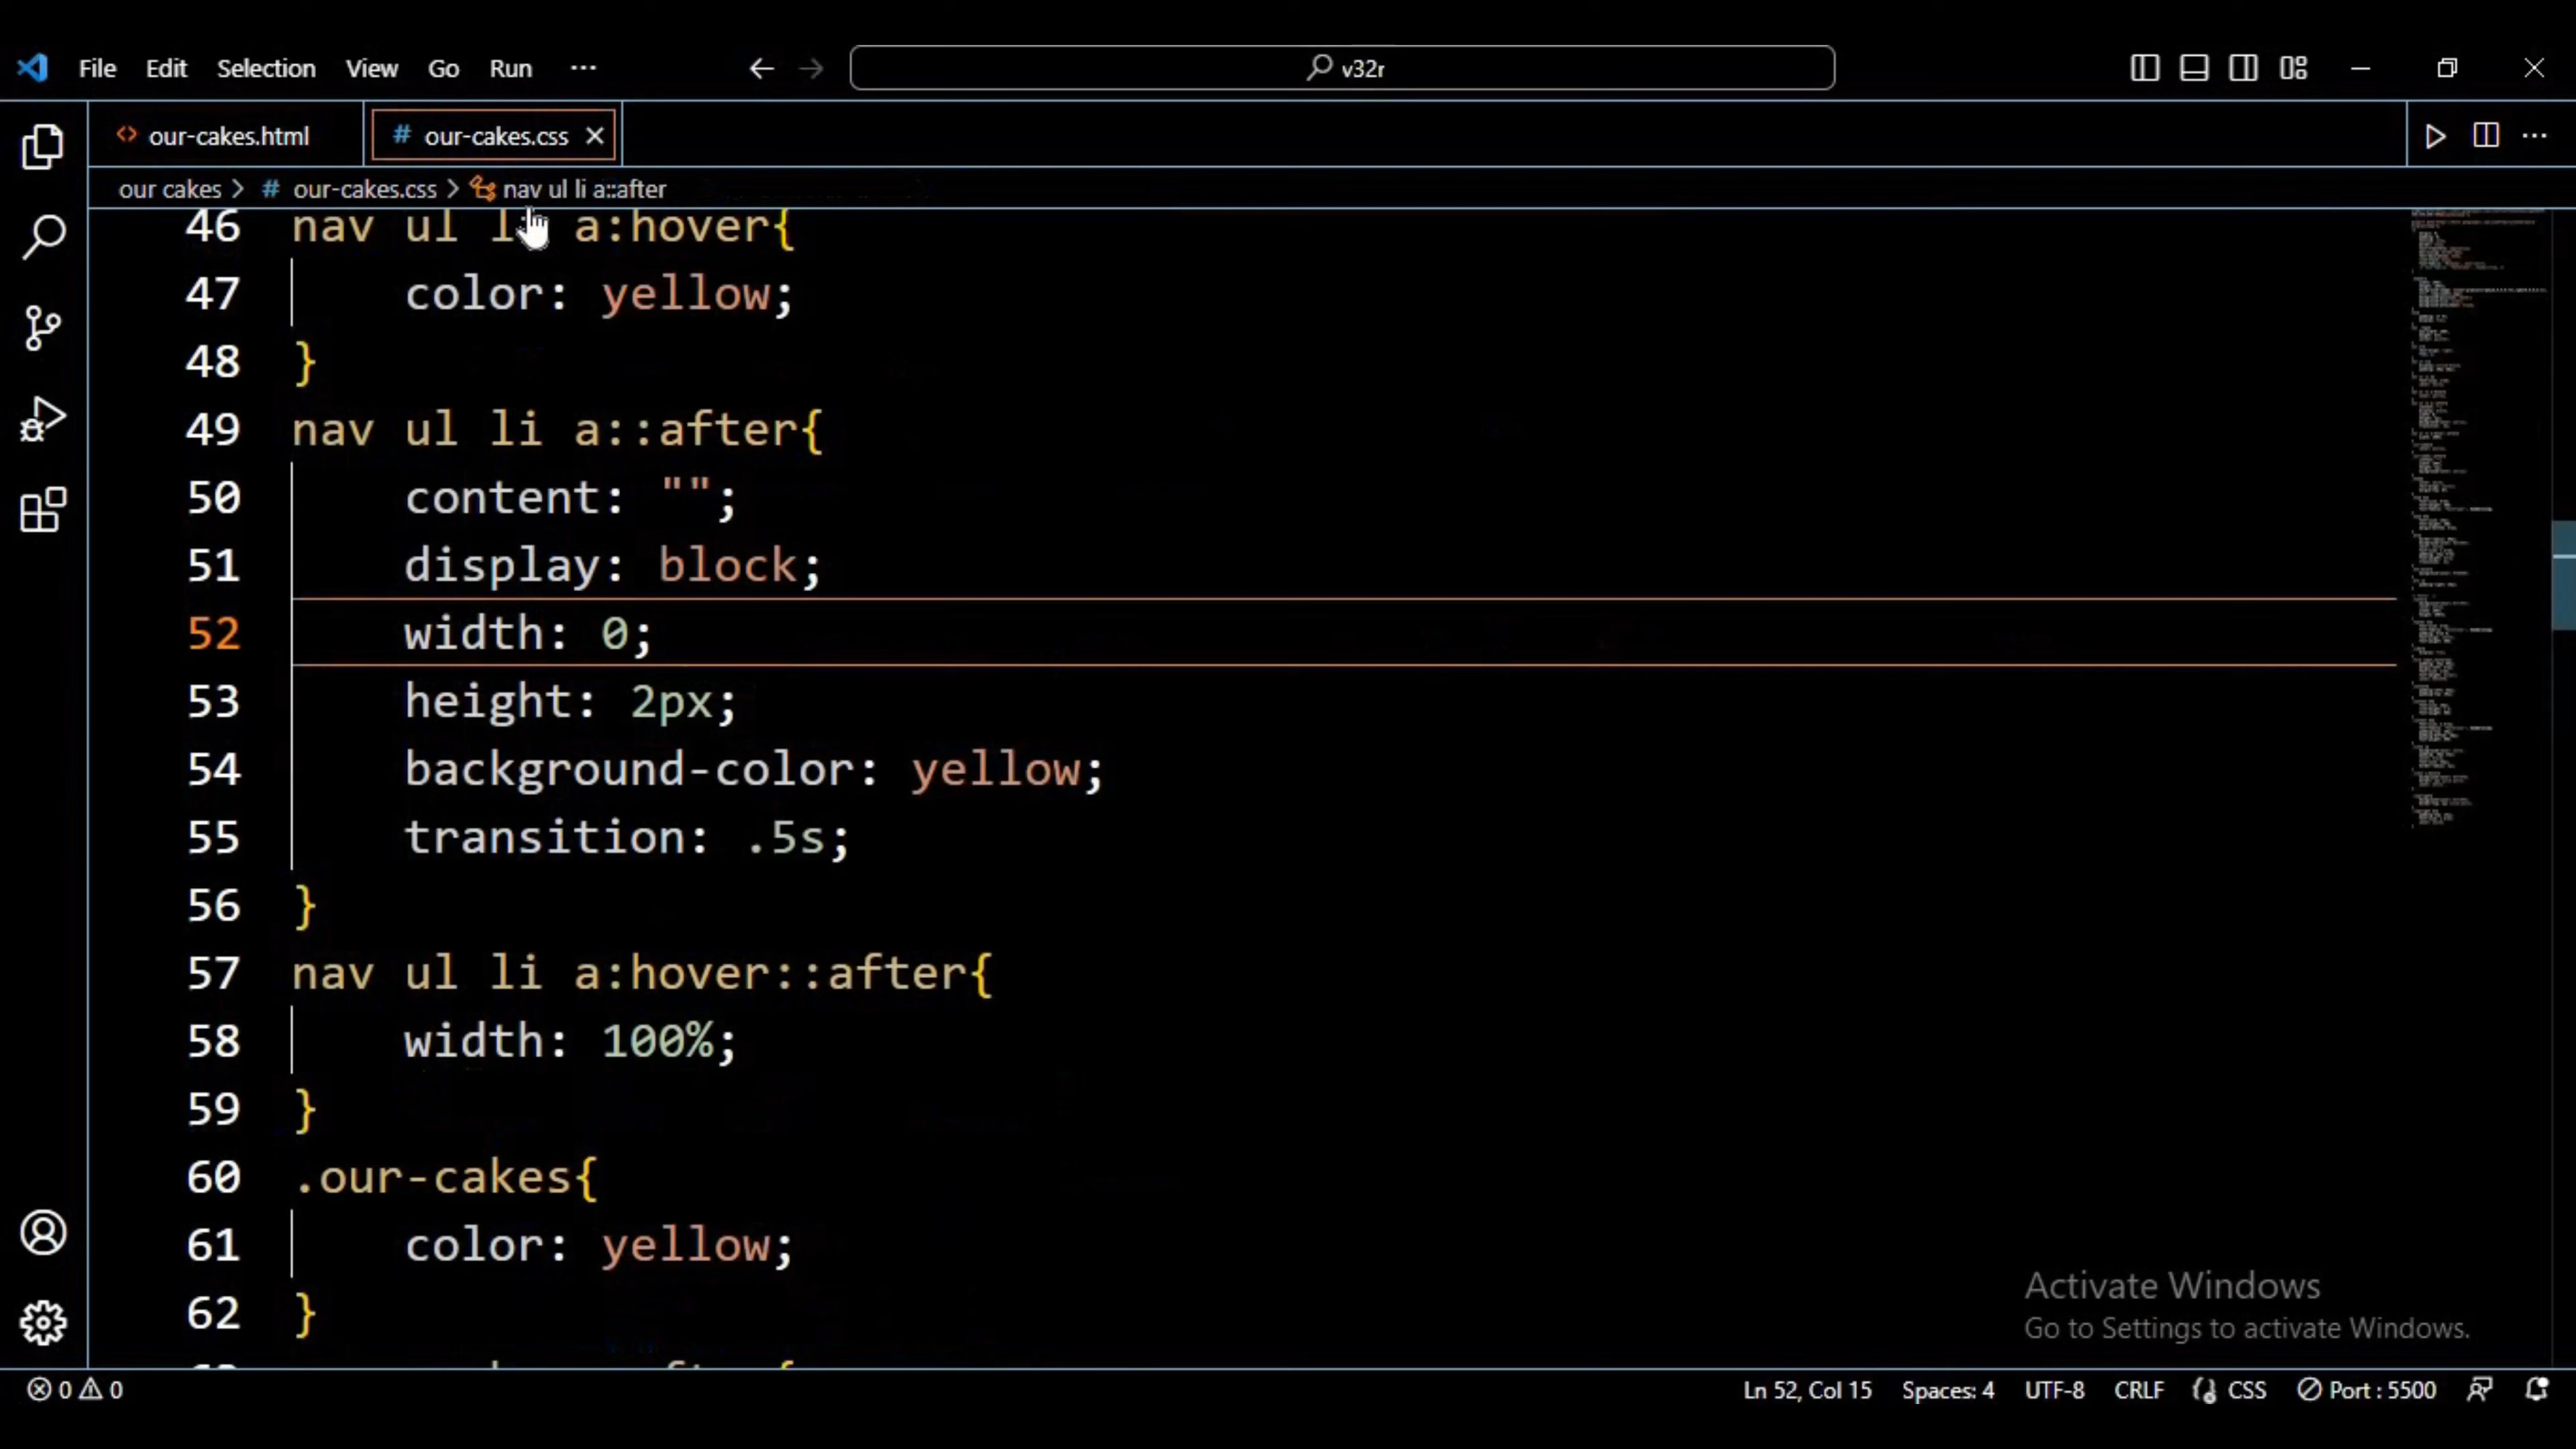 File Edit Selection View Go Run ··· v32r
<> our-cakes.html # our-cakes.css
our cakes > # our-cakes.css > nav ul li a::after
46 nav ul li a:hover{
47 color: yellow;
48 }
49 nav ul li a::after{
50 content: "";
51 display: block;
52 width: 0;
53 height: 2px;
54 background-color: yellow;
55 transition: .5s;
56 }
57 nav ul li a:hover::after{
58 width: 100%;
59 }
60 .our-cakes{
61 color: yellow;
62 }
Activate Windows
Go to Settings to activate Windows.
0 0 Ln 52, Col 15 Spaces: 4 UTF-8 CRLF CSS Port : 5500